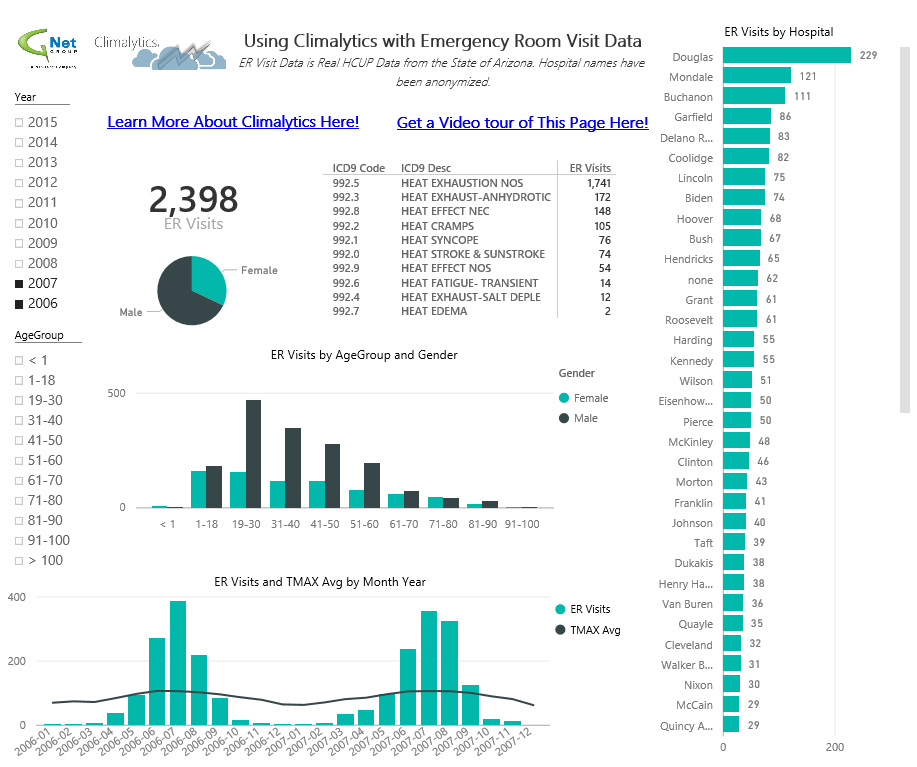 Net
GROUP
Climalytics.
Using Climalytics with Emergency Room Visit Data
ER Visit Data is Real HCUP Data from the State of Arizona. Hospital names have
been anonymized.
Learn More About Climalytics Here!
Get a Video tour of This Page Here!
Year
2015
2014
2013
2012
2011
2010
2009
2008
2007
2006
AgeGroup
< 1
1-18
19-30
31-40
41-50
51-60
61-70
71-80
81-90
91-100
> 100
2,398
ER Visits
Female
Male
ICD9 Code ICD9 Desc ER Visits
992.5 HEAT EXHAUSTION NOS 1,741
992.3 HEAT EXHAUST-ANHYDROTIC 172
992.8 HEAT EFFECT NEC 148
992.2 HEAT CRAMPS 105
992.1 HEAT SYNCOPE 76
992.0 HEAT STROKE & SUNSTROKE 74
992.9 HEAT EFFECT NOS 54
992.6 HEAT FATIGUE- TRANSIENT 14
992.4 HEAT EXHAUST-SALT DEPLE 12
992.7 HEAT EDEMA 2
ER Visits by AgeGroup and Gender
Gender
Female
Male
500
0
< 1 1-18 19-30 31-40 41-50 51-60 61-70 71-80 81-90 91-100
ER Visits and TMAX Avg by Month Year
ER Visits
TMAX Avg
400
200
0
2006-01 2006-02 2006-03 2006-04 2006-05 2006-06 2006-07 2006-08 2006-09 2006-10 2006-11 2006-12 2007-01 2007-02 2007-03 2007-04 2007-05 2007-06 2007-07 2007-08 2007-09 2007-10 2007-11 2007-12
ER Visits by Hospital
Douglas 229
Mondale 121
Buchanon 111
Garfield 86
Delano R... 83
Coolidge 82
Lincoln 75
Biden 74
Hoover 68
Bush 67
Hendricks 65
none 62
Grant 61
Roosevelt 61
Harding 55
Kennedy 55
Wilson 51
Eisenhow... 50
Pierce 50
McKinley 48
Clinton 46
Morton 43
Franklin 41
Johnson 40
Taft 39
Dukakis 38
Henry Ha... 38
Van Buren 36
Quayle 35
Cleveland 32
Walker B... 31
Nixon 30
McCain 29
Quincy A... 29
0 200